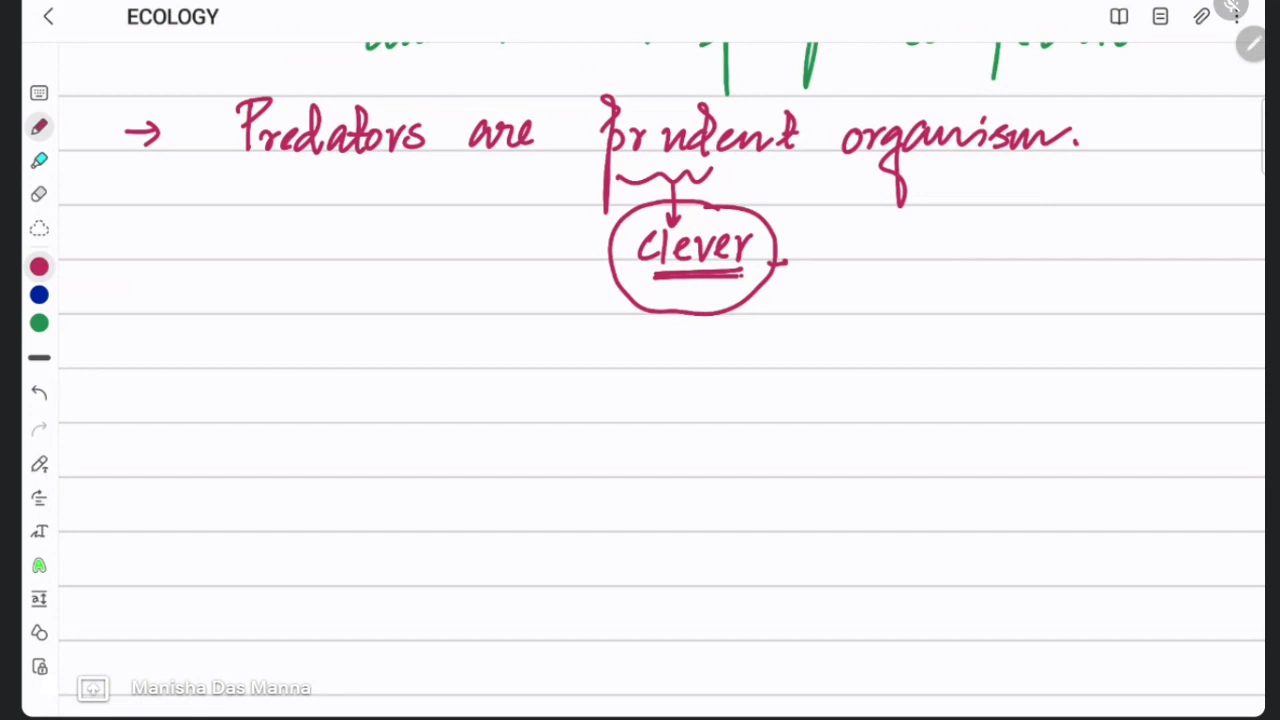 ECOLOGY
→ Predators are prudent organism.
clever
Manisha Das Manna